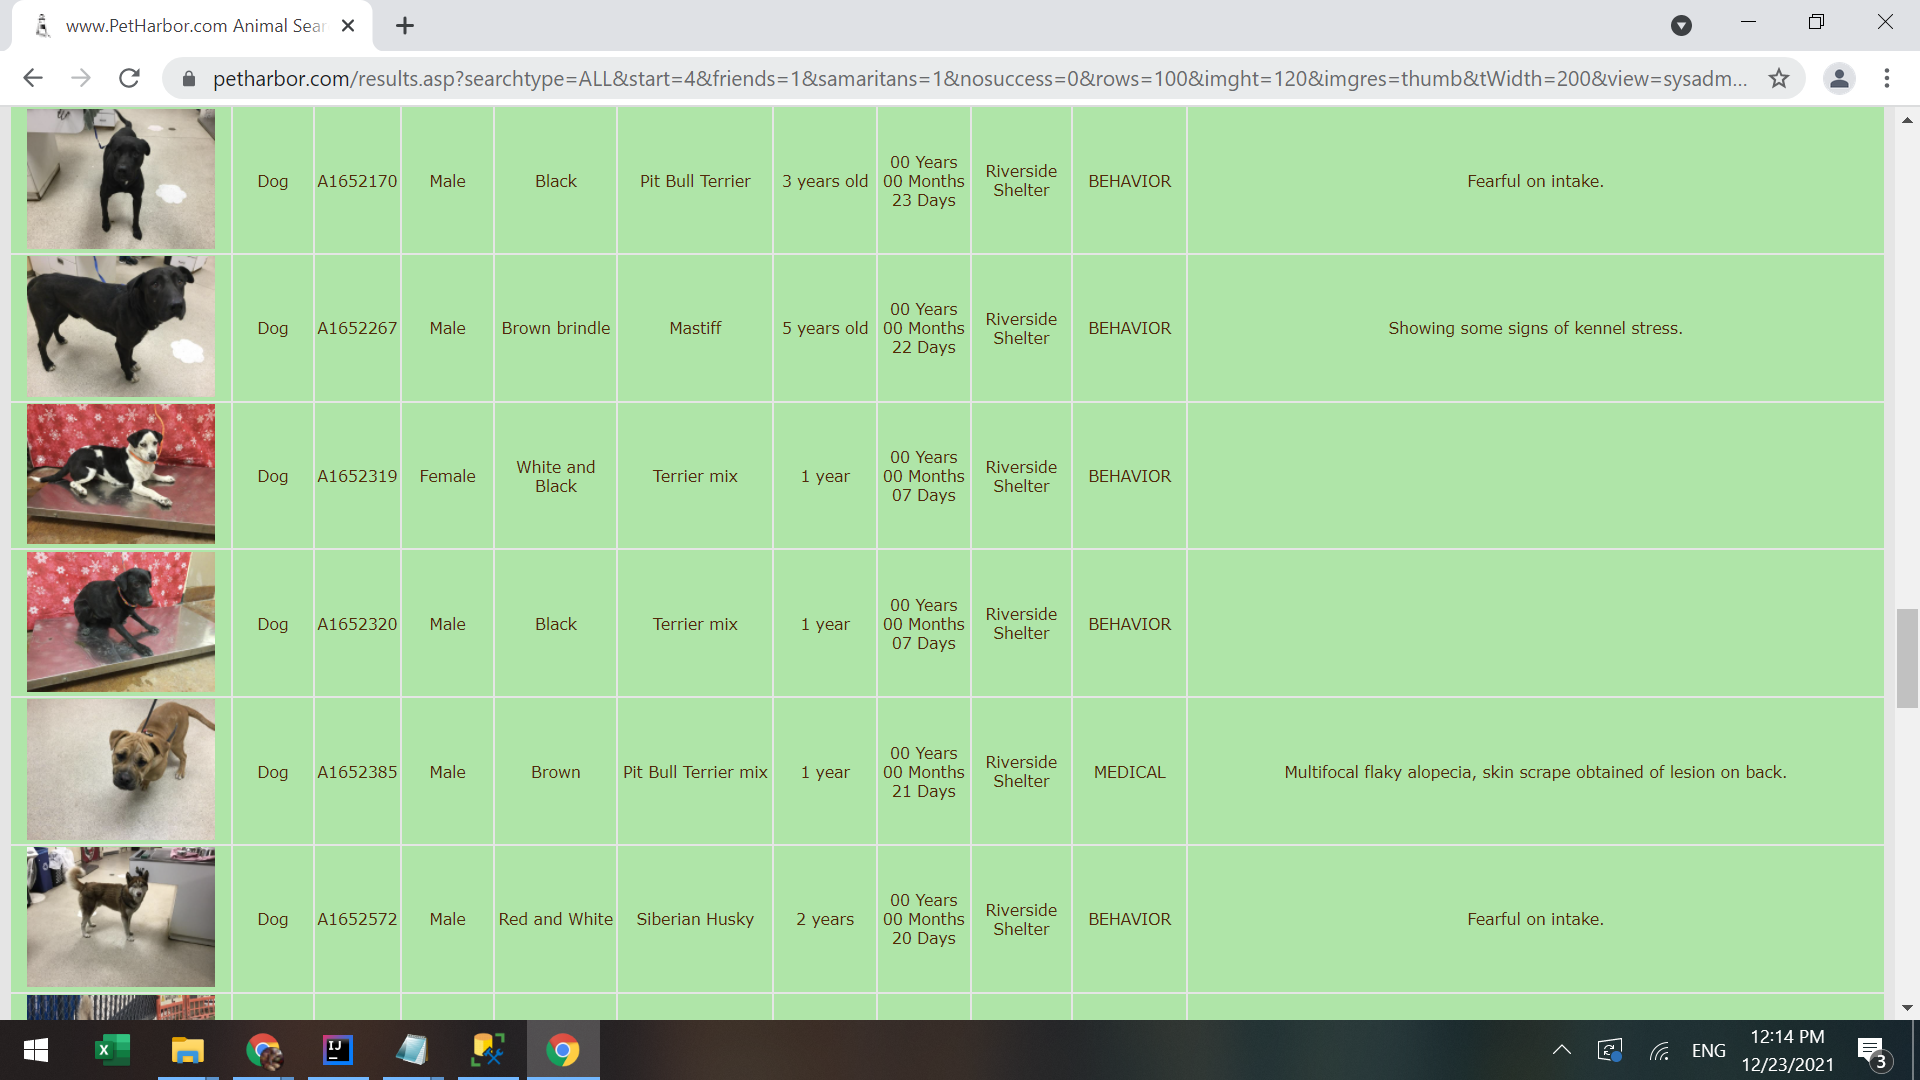 www.PetHarbor.com Animal Sear
petharbor.com/results.asp?searchtype=ALL&start=4&friends=1&samaritans=1&nosuccess=0&rows=100&imght=120&imgres=thumb&tWidth=200&view=sysadm...
Dog A1652170 Male Black Pit Bull Terrier 3 years old 00 Years 00 Months 23 Days Riverside Shelter BEHAVIOR Fearful on intake.
Dog A1652267 Male Brown brindle Mastiff 5 years old 00 Years 00 Months 22 Days Riverside Shelter BEHAVIOR Showing some signs of kennel stress.
Dog A1652319 Female White and Black Terrier mix 1 year 00 Years 00 Months 07 Days Riverside Shelter BEHAVIOR
Dog A1652320 Male Black Terrier mix 1 year 00 Years 00 Months 07 Days Riverside Shelter BEHAVIOR
Dog A1652385 Male Brown Pit Bull Terrier mix 1 year 00 Years 00 Months 21 Days Riverside Shelter MEDICAL Multifocal flaky alopecia, skin scrape obtained of lesion on back.
Dog A1652572 Male Red and White Siberian Husky 2 years 00 Years 00 Months 20 Days Riverside Shelter BEHAVIOR Fearful on intake.
IJ
ENG
12:14 PM
12/23/2021
3